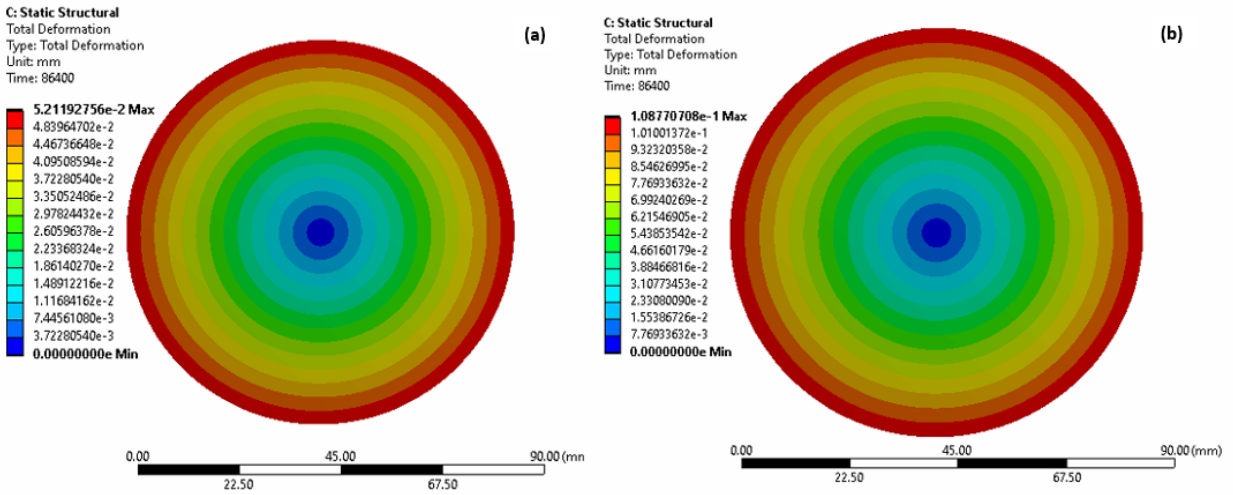 C: Static Structural
Total Deformation
Type: Total Deformation
Unit: mm
Time: 86400
(a)
5.21192756e-2 Max
4.83964702e-2
4.46736648e-2
4.09508594e-2
3.72280540e-2
3.35052486e-2
2.97824432e-2
2.60596378e-2
2.23368324e-2
1.86140270e-2
1.48912216e-2
1.11684162e-2
7.44561080e-3
3.72280540e-3
0.00000000e Min
0.00 45.00 90.00 (mn
22.50 67.50
C: Static Structural
Total Deformation
Type: Total Deformation
Unit: mm
Time: 86400
(b)
1.08770708e-1 Max
1.01001372e-1
9.32320358e-2
8.54626995e-2
7.76933632e-2
6.99240269e-2
6.21546905e-2
5.43853542e-2
4.66160179e-2
3.88466816e-2
3.10773453e-2
2.33080090e-2
1.55386726e-2
7.76933632e-3
0.00000000e Min
0.00 45.00 90.00 (mm)
22.50 67.50